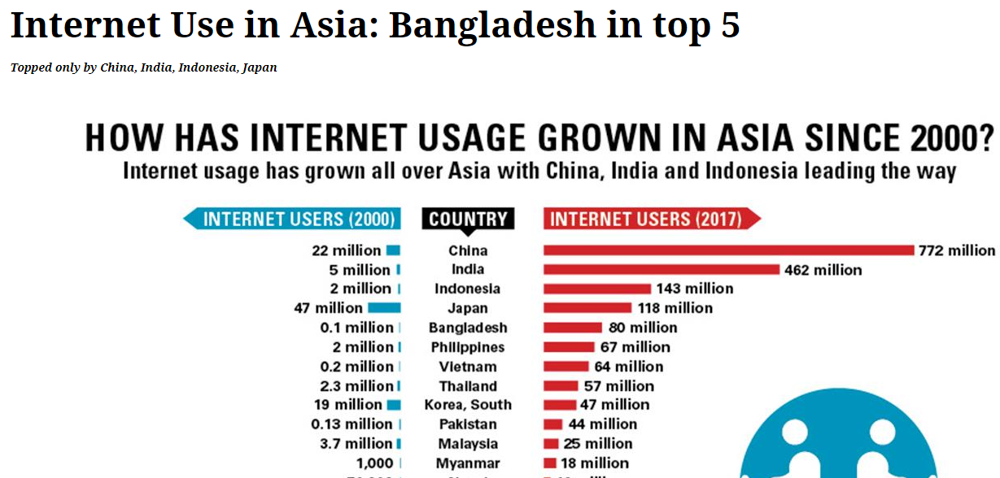 Internet Use in Asia: Bangladesh in top 5
Topped only by China, India, Indonesia, Japan
HOW HAS INTERNET USAGE GROWN IN ASIA SINCE 2000?
Internet usage has grown all over Asia with China, India and Indonesia leading the way
INTERNET USERS (2000) COUNTRY INTERNET USERS (2017)
22 million China 772 million
5 million India 462 million
2 million Indonesia 143 million
47 million Japan 118 million
0.1 million Bangladesh 80 million
2 million Philippines 67 million
0.2 million Vietnam 64 million
2.3 million Thailand 57 million
19 million Korea, South 47 million
0.13 million Pakistan 44 million
3.7 million Malaysia 25 million
1,000 Myanmar 18 million